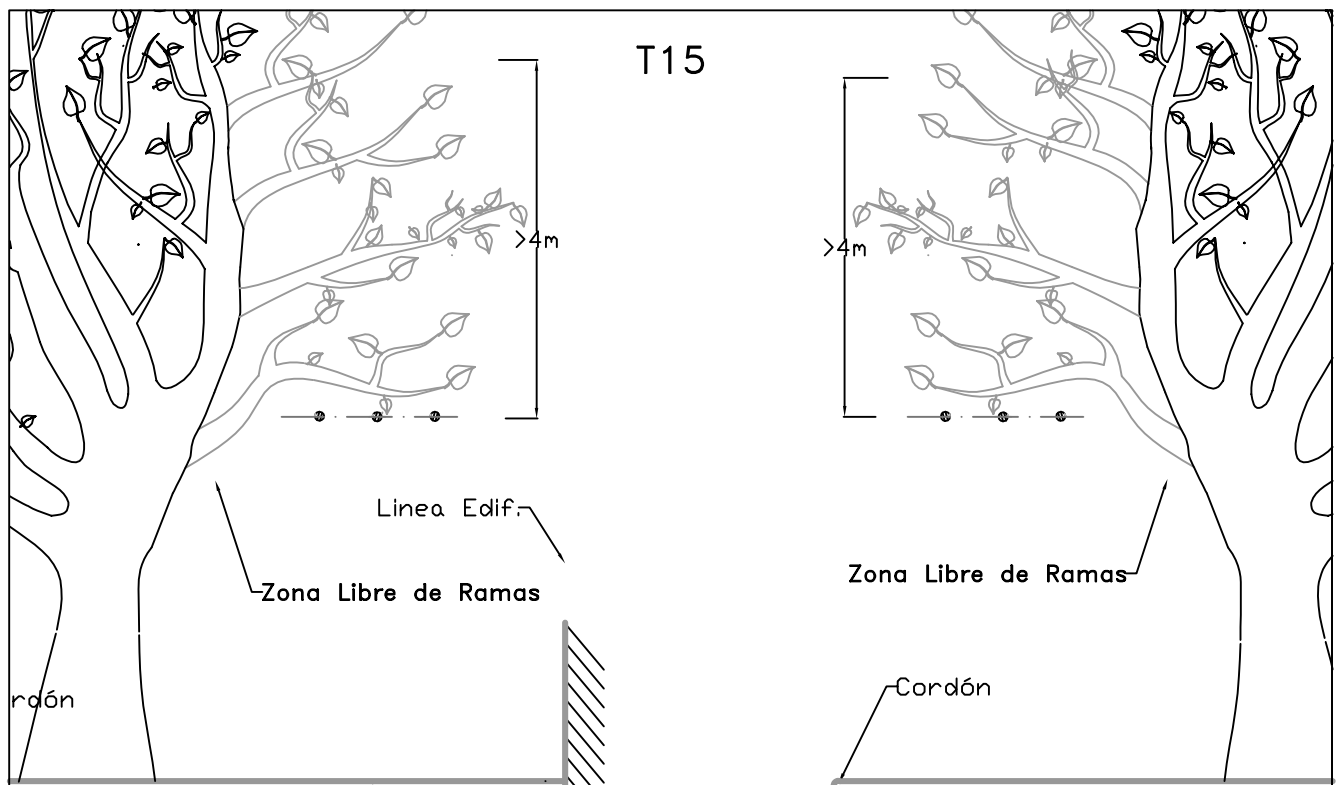 T15
>4m
>4m
Linea Edif.
Zona Libre de Ramas
Zona Libre de Ramas
rdón
Cordón